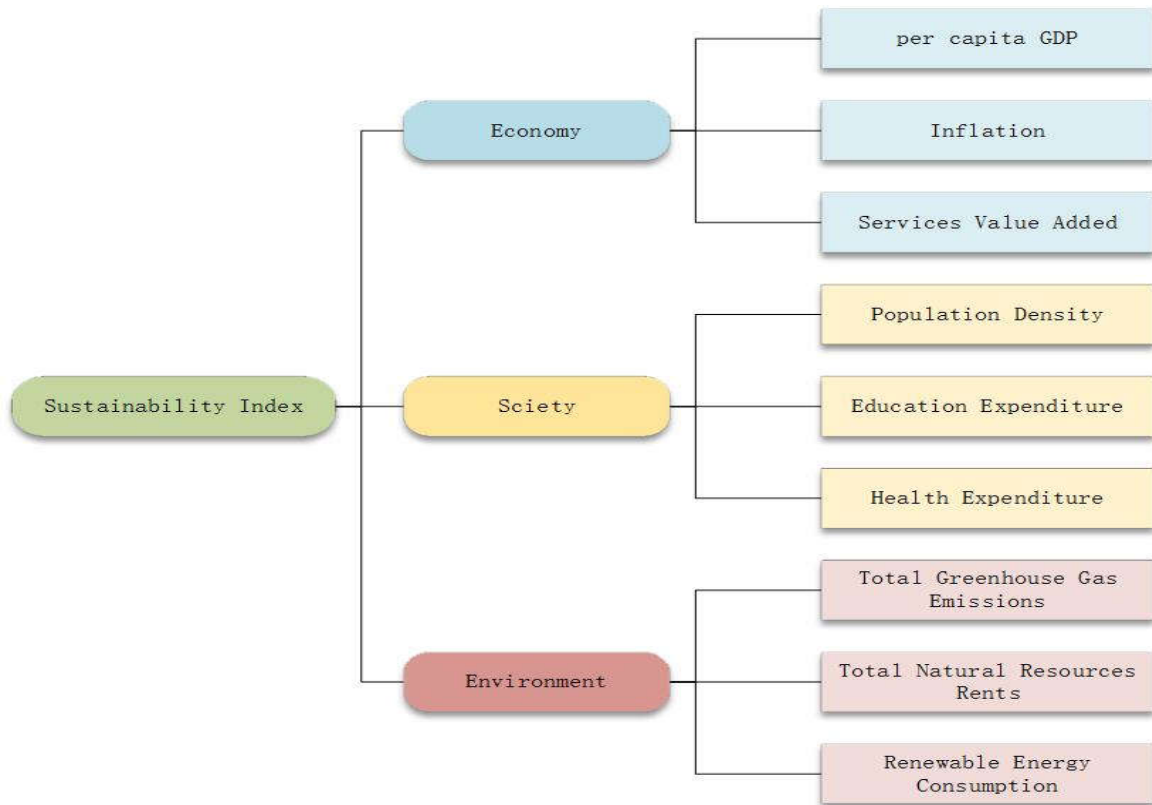 Sustainability Index
Economy
per capita GDP
Inflation
Services Value Added
Sciety
Population Density
Education Expenditure
Health Expenditure
Environment
Total Greenhouse Gas
Emissions
Total Natural Resources
Rents
Renewable Energy
Consumption